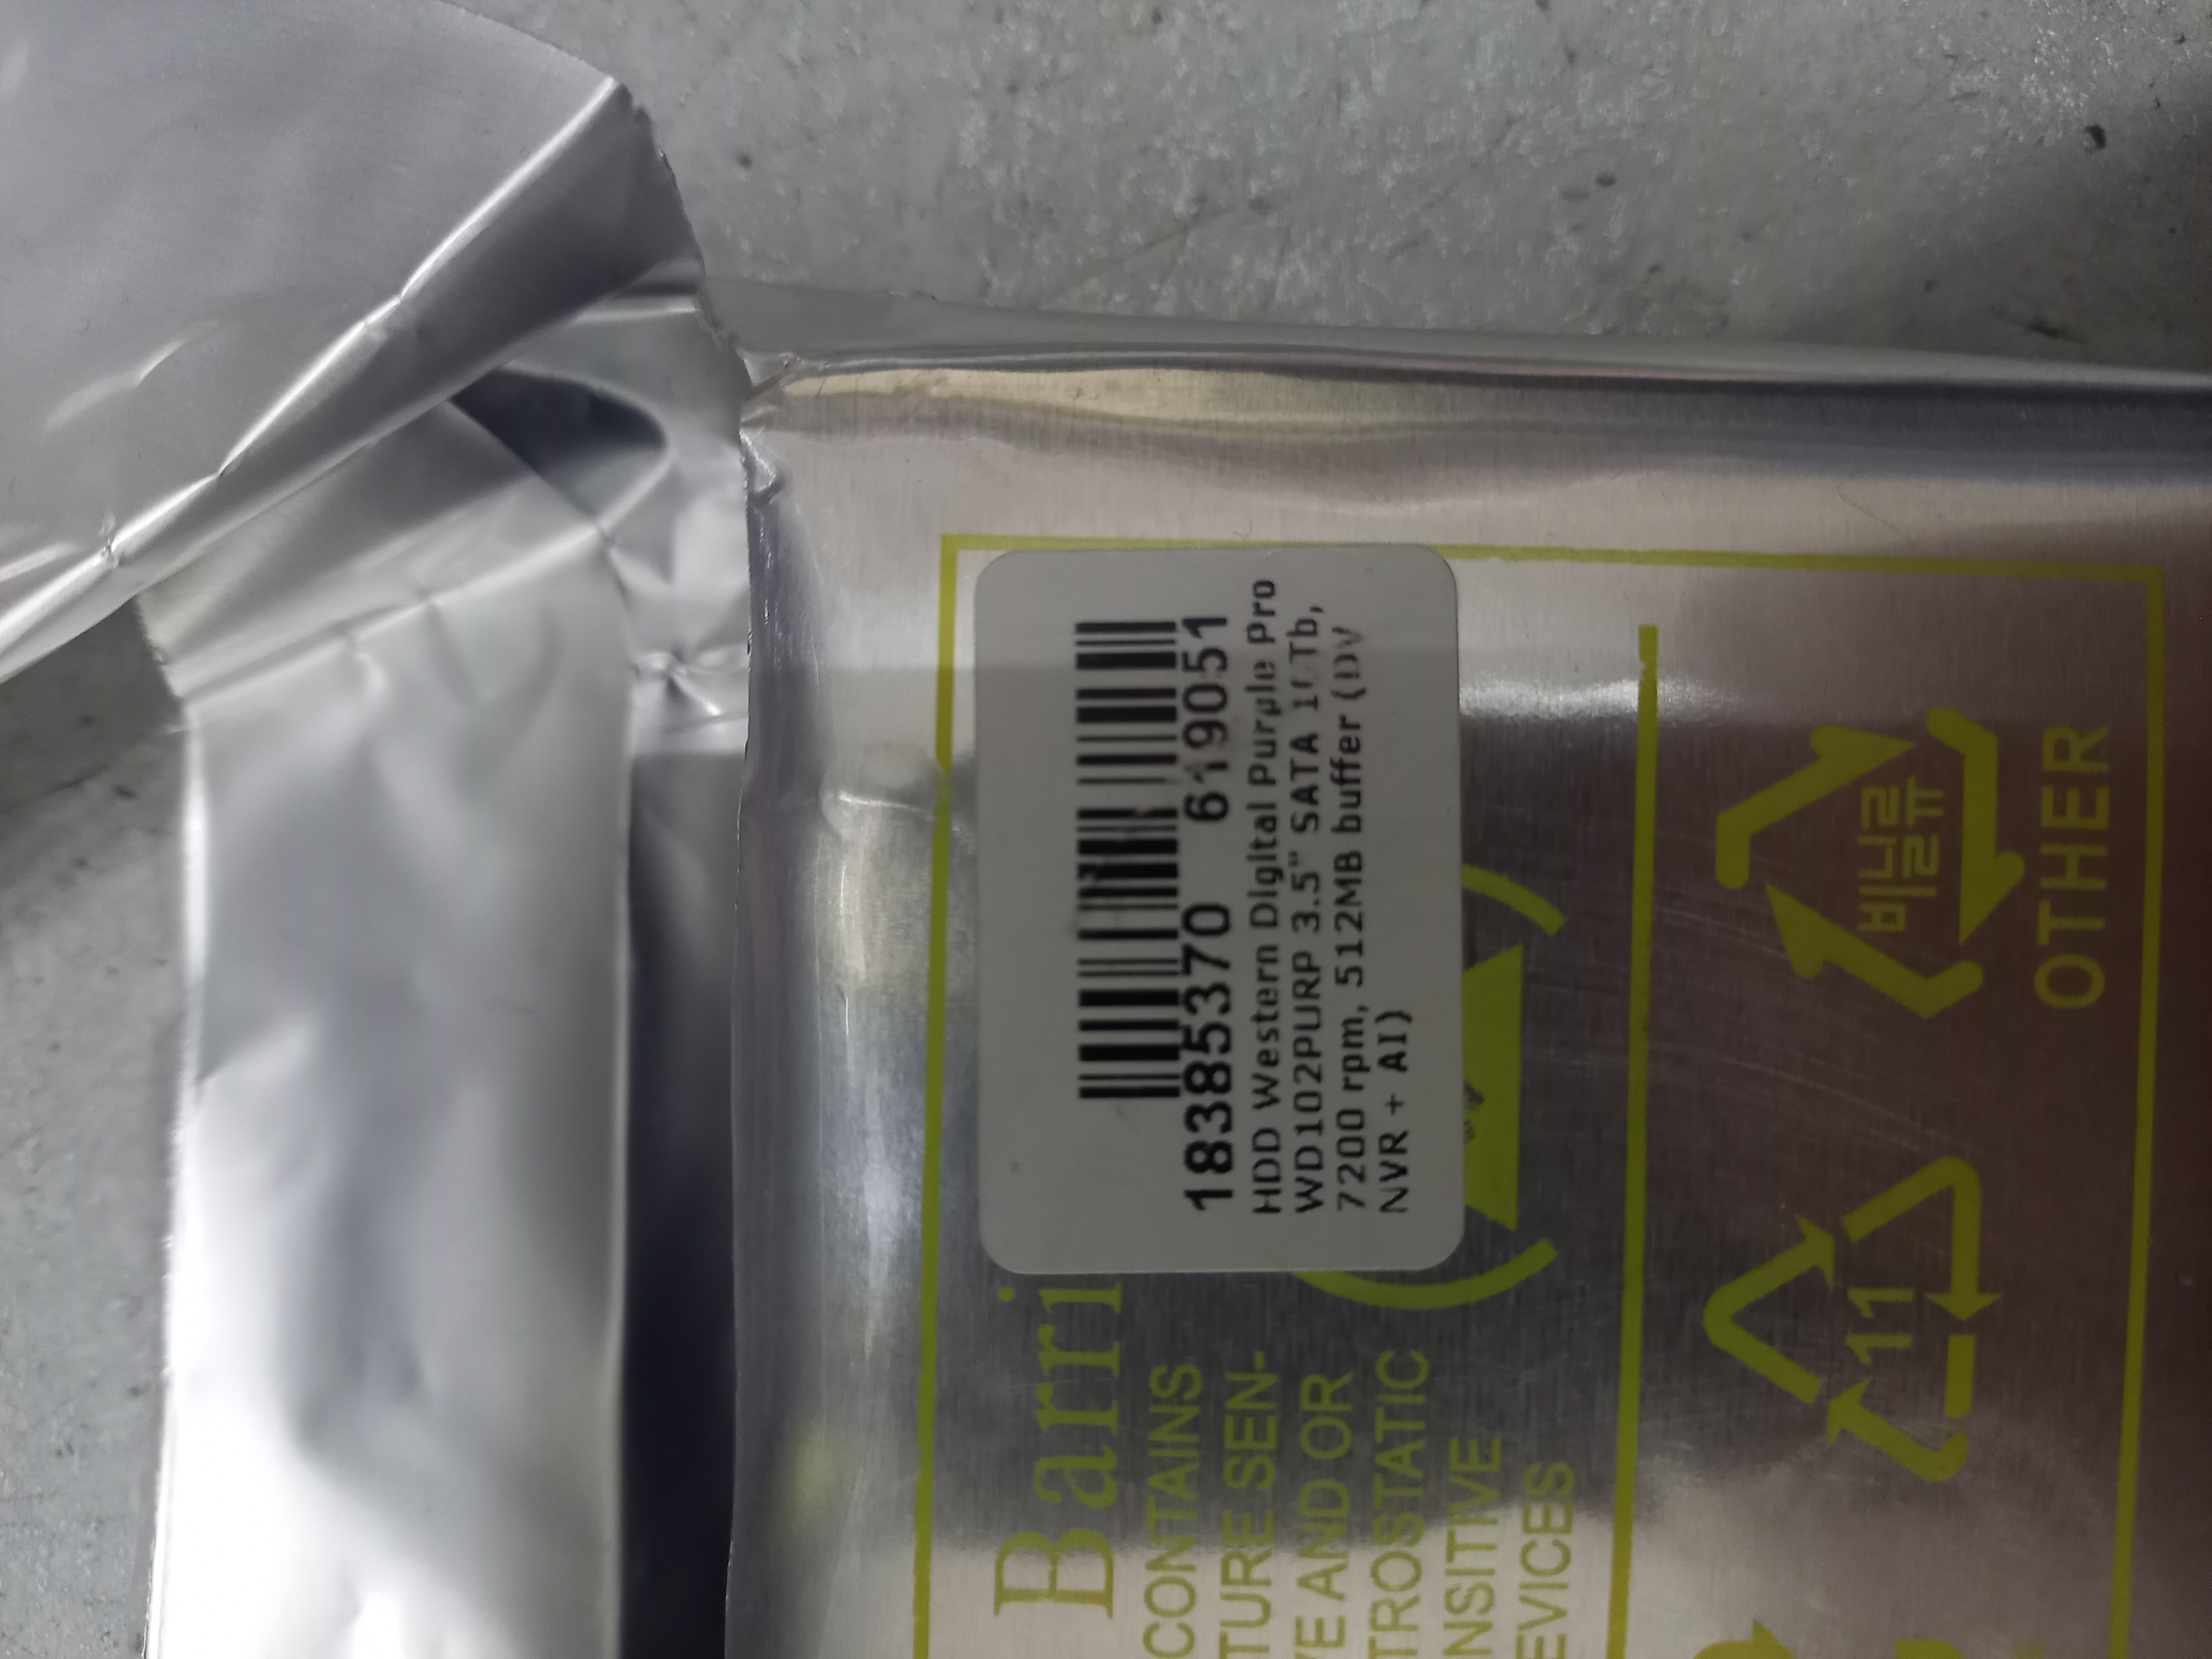 18385370 619051
HDD Western Digital Purple Pro
WD102PURP 3.5" SATA 10Tb,
7200 rpm, 512MB buffer (DV
NVR + AI)
Barri
CONTAINS
TURE SEN-
VE AND OR
TROSTATIC
NSITIVE
EVICES
비닐류
OTHER
11